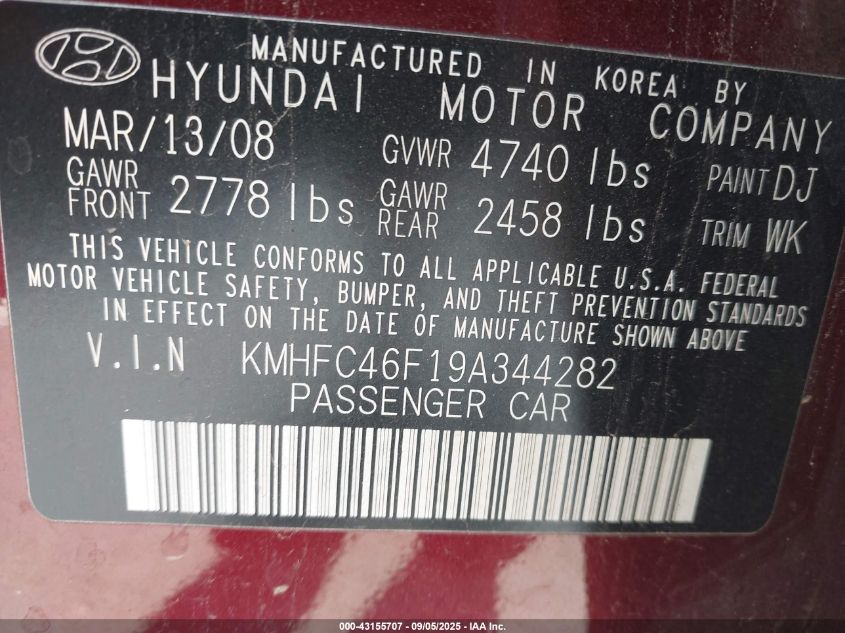 MANUFACTURED IN KOREA BY
HYUNDAI MOTOR COMPANY
MAR/13/08 GVWR 4740 lbs PAINT DJ
GAWR FRONT 2778 lbs GAWR REAR 2458 lbs TRIM WK
THIS VEHICLE CONFORMS TO ALL APPLICABLE U.S.A. FEDERAL
MOTOR VEHICLE SAFETY, BUMPER, AND THEFT PREVENTION STANDARDS
IN EFFECT ON THE DATE OF MANUFACTURE SHOWN ABOVE
V.I.N KMHFC46F19A344282
PASSENGER CAR
000-43155707 - 09/05/2025 - IAA Inc.